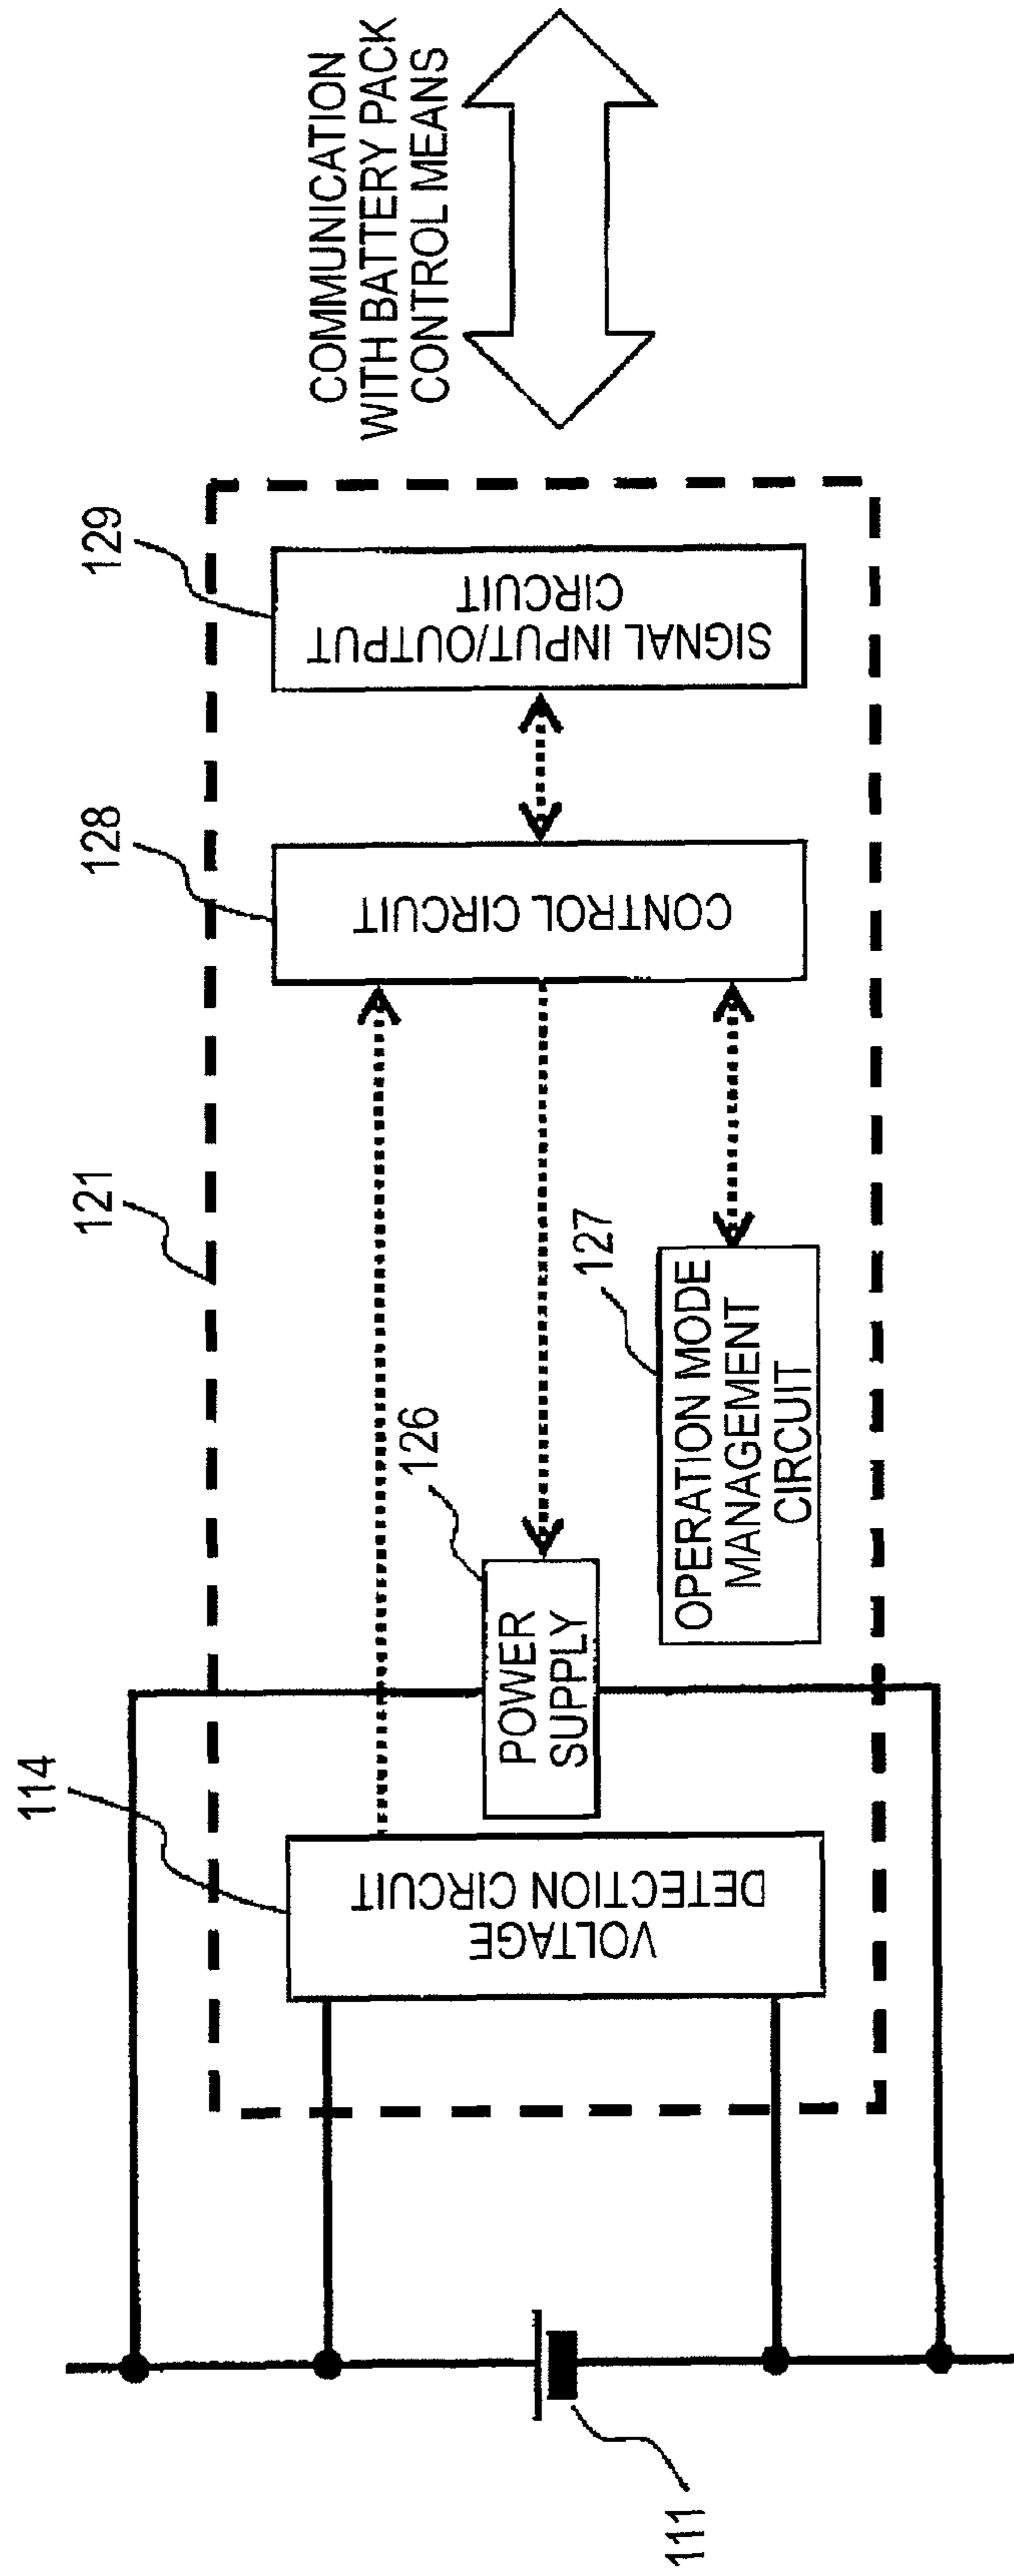 COMMUNICATION
WITH BATTERY PACK
CONTROL MEANS
129
SIGNAL INPUT/OUTPUT
CIRCUIT
128
CONTROL CIRCUIT
121
127
OPERATION MODE
MANAGEMENT
CIRCUIT
126
POWER
SUPPLY
114
VOLTAGE
DETECTION CIRCUIT
111